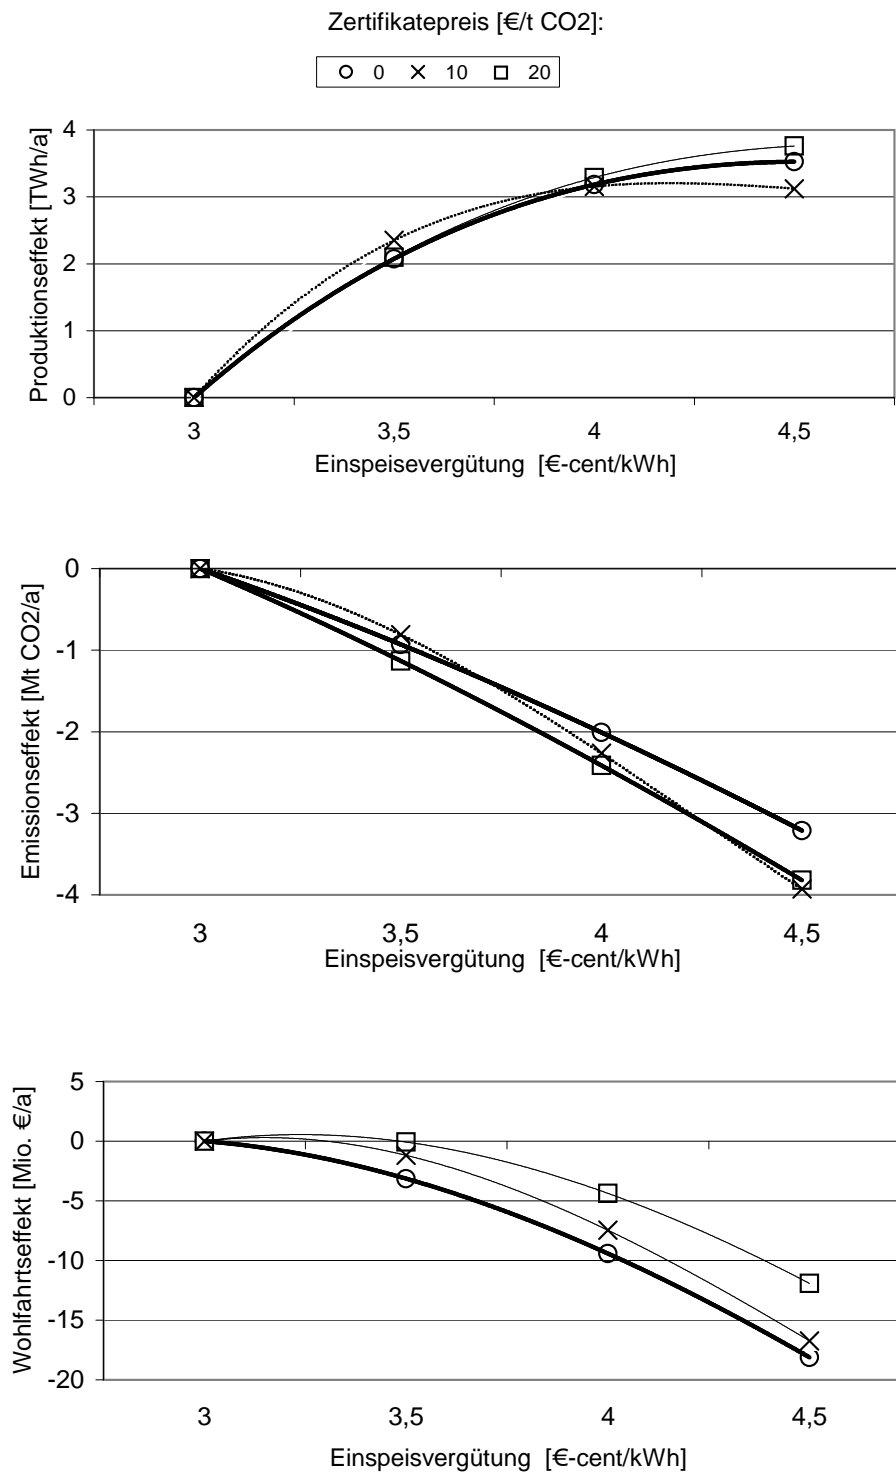 Zertifikatepreis [€/t CO2]:
0 10 20
Produktionseffekt [TWh/a]
4
3
2
1
0
3 3,5 4 4,5
Einspeisevergütung [€-cent/kWh]
Emissionseffekt [Mt CO2/a]
0
-1
-2
-3
-4
3 3,5 4 4,5
Einspeisvergütung [€-cent/kWh]
Wohlfahrtseffekt [Mio. €/a]
5
0
-5
-10
-15
-20
3 3,5 4 4,5
Einspeisvergütung [€-cent/kWh]